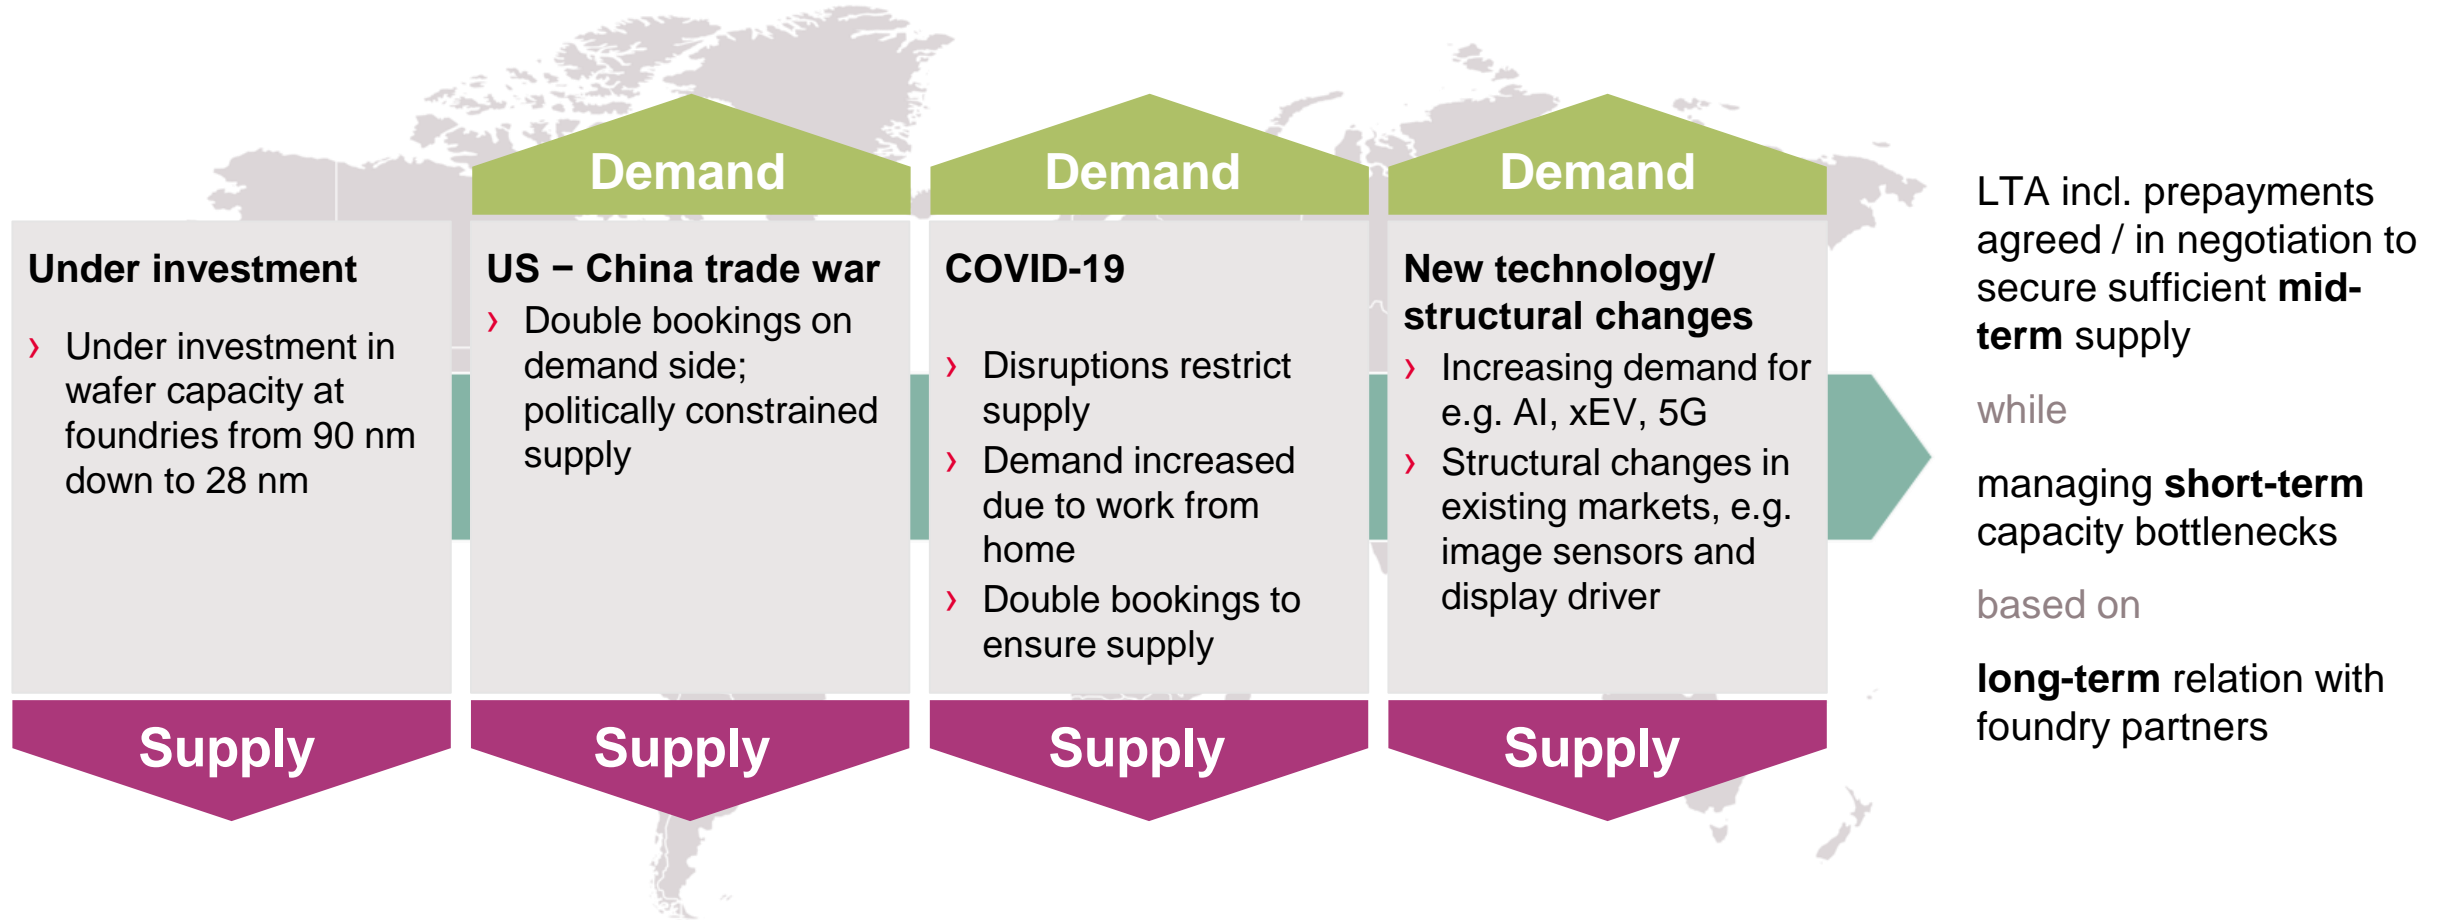 Under investment
› Under investment in
wafer capacity at
foundries from 90 nm
down to 28 nm
Supply
Demand
US − China trade war
› Double bookings on
demand side;
politically constrained
supply
Supply
Demand
COVID-19
› Disruptions restrict
supply
› Demand increased
due to work from
home
› Double bookings to
ensure supply
Supply
Demand
New technology/
structural changes
› Increasing demand for
e.g. AI, xEV, 5G
› Structural changes in
existing markets, e.g.
image sensors and
display driver
Supply
LTA incl. prepayments
agreed / in negotiation to
secure sufficient mid-
term supply
while
managing short-term
capacity bottlenecks
based on
long-term relation with
foundry partners